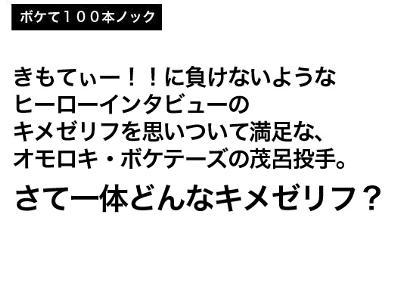 ボケて１００本ノック
きもてぃー！！に負けないような
ヒーローインタビューの
キメゼリフを思いついて満足な、
オモロキ・ボケテーズの茂呂投手。
さて一体どんなキメゼリフ？